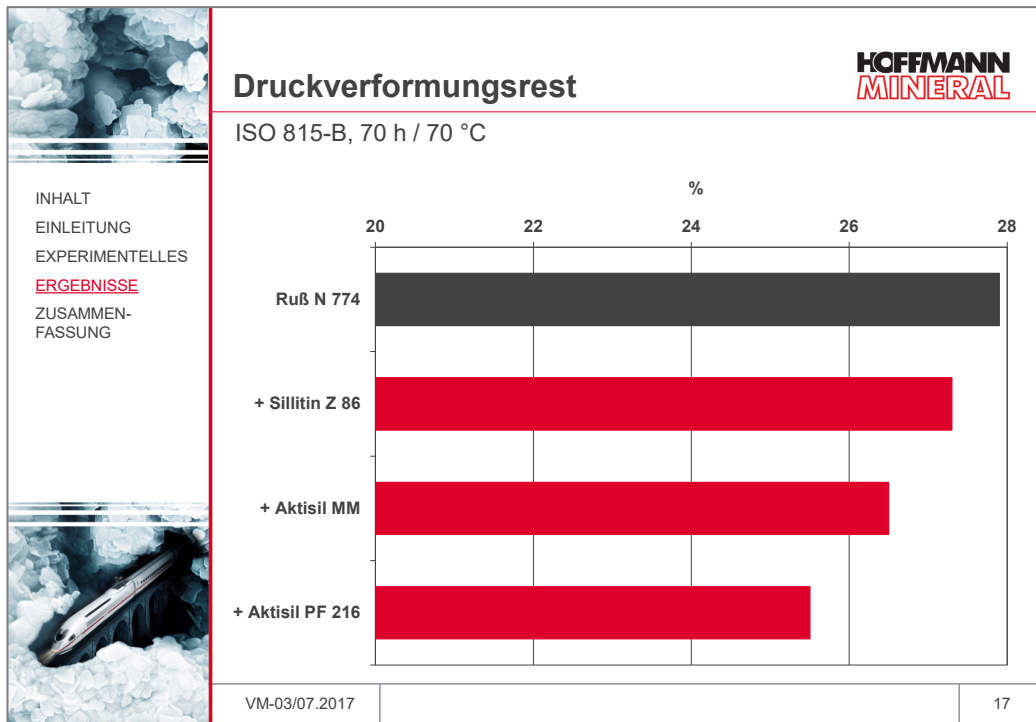 Druckverformungsrest
HOFFMANN
MINERAL
ISO 815-B, 70 h / 70 °C
INHALT
EINLEITUNG
EXPERIMENTELLES
ERGEBNISSE
ZUSAMMEN-
FASSUNG
%
20 22 24 26 28
Ruß N 774
+ Sillitin Z 86
+ Aktisil MM
+ Aktisil PF 216
VM-03/07.2017
17